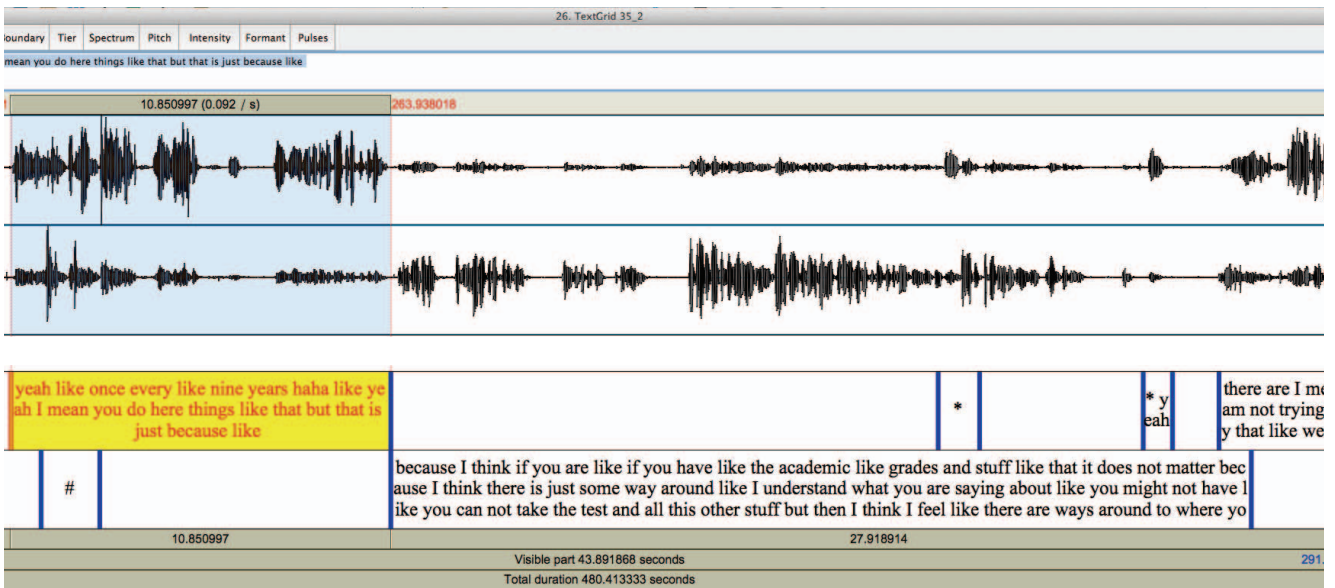 26. TextGrid 35_2
Boundary Tier Spectrum Pitch Intensity Formant Pulses
mean you do here things like that but that is just because like
10.850997 (0.092 / s) 263.938018
yeah like once every like nine years haha like ye
ah I mean you do here things like that but that is
just because like
*
* y
eah
there are I me
am not trying
y that like we
#
because I think if you are like if you have like the academic like grades and stuff like that it does not matter bec
ause I think there is just some way around like I understand what you are saying about like you might not have l
ike you can not take the test and all this other stuff but then I think I feel like there are ways around to where yo
10.850997 27.918914
Visible part 43.891868 seconds 291.
Total duration 480.413333 seconds